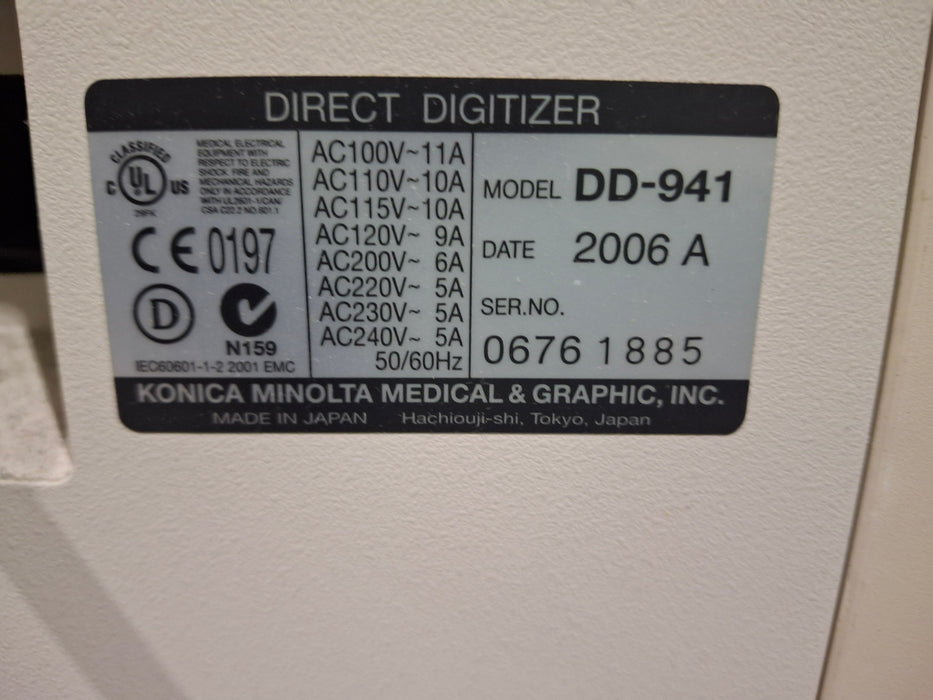 DIRECT DIGITIZER
CLASSIFIED
C UL US
MEDICAL ELECTRICAL
EQUIPMENT WITH
RESPECT TO ELECTRIC
SHOCK, FIRE AND
MECHANICAL HAZARDS
ONLY IN ACCORDANCE
WITH UL2601-1/CAN/
CSA C22.2 NO.601.1
CE 0197
D
N159
IEC60601-1-2 2001 EMC
AC100V~11A
AC110V~10A
AC115V~10A
AC120V~ 9A
AC200V~ 6A
AC220V~ 5A
AC230V~ 5A
AC240V~ 5A
50/60Hz
MODEL DD-941
DATE 2006 A
SER.NO.
0676 1885
KONICA MINOLTA MEDICAL & GRAPHIC, INC.
MADE IN JAPAN Hachiouji-shi, Tokyo, Japan